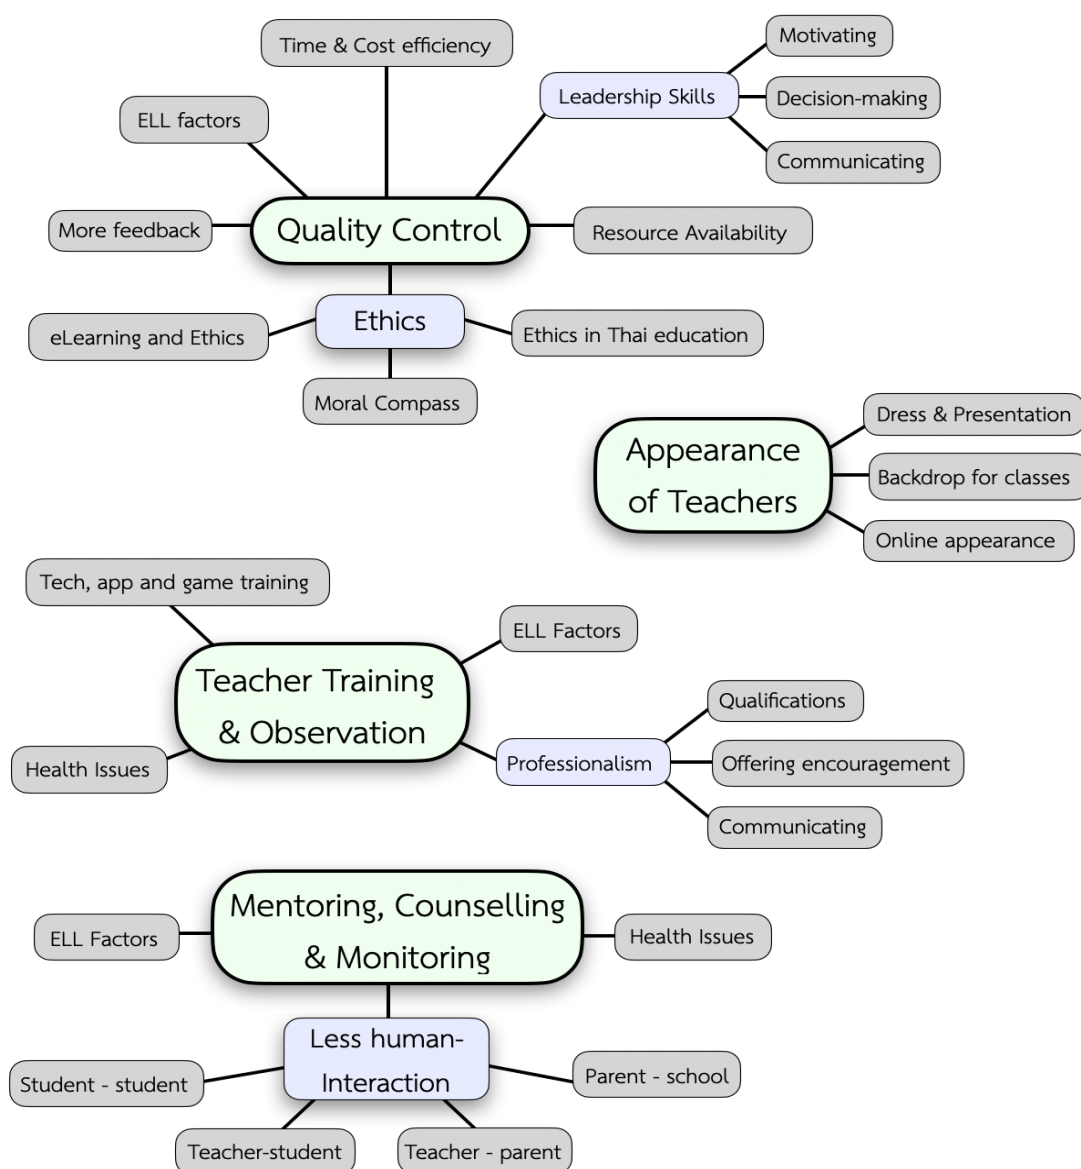 Time & Cost efficiency
Motivating
Leadership Skills
Decision-making
ELL factors
Communicating
More feedback
Quality Control
Resource Availability
Ethics
eLearning and Ethics
Ethics in Thai education
Moral Compass
Appearance
of Teachers
Dress & Presentation
Backdrop for classes
Online appearance
Tech, app and game training
ELL Factors
Teacher Training
& Observation
Health Issues
Professionalism
Qualifications
Offering encouragement
Communicating
Mentoring, Counselling
& Monitoring
ELL Factors
Health Issues
Less human-
Interaction
Student - student
Parent - school
Teacher-student
Teacher - parent